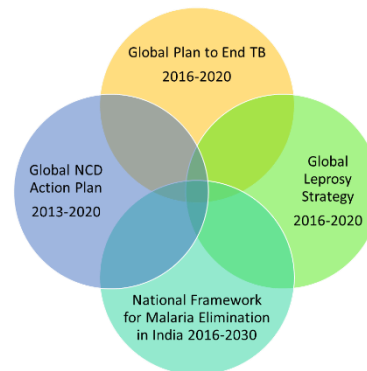 Global Plan to End TB
2016-2020
Global NCD
Action Plan
2013-2020
Global
Leprosy
Strategy
2016-2020
National Framework
for Malaria Elimination
in India 2016-2030